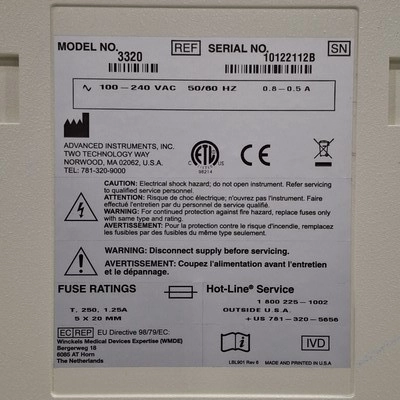 MODEL NO. REF SERIAL NO. SN
3320 10122112B
100–240 VAC 50/60 HZ 0.8–0.5 A
ADVANCED INSTRUMENTS, INC.
TWO TECHNOLOGY WAY
NORWOOD, MA 02062, U.S.A.
TEL: 781-320-9000
ETL CE
C US
98214
CAUTION: Electrical shock hazard; do not open instrument. Refer servicing
to qualified service personnel.
ATTENTION: Risque de choc électrique; n'ouvrez pas l'instrument. Faire
effectué l'entretien par du personnel de service qualifié.
WARNING: For continued protection against fire hazard, replace fuses only
with same type and rating.
AVERTISSEMENT: Pour la protection contre le risque d'incendie, remplacez
les fusibles par des fusibles du même type seulement.
WARNING: Disconnect supply before servicing.
AVERTISSEMENT: Coupez l'alimentation avant l'entretien
et le dépannage.
FUSE RATINGS Hot-Line® Service
1 800 225-1002
T, 250, 1.25A OUTSIDE U.S.A.
5 X 20 MM +US 781-320-5656
EC REP EU Directive 98/79/EC:
Winckels Medical Devices Expertise (WMDE)
Bergerweg 18
6085 AT Horn
The Netherlands
i IVD
LBL001 Rev 6 MADE AND PRINTED IN U.S.A